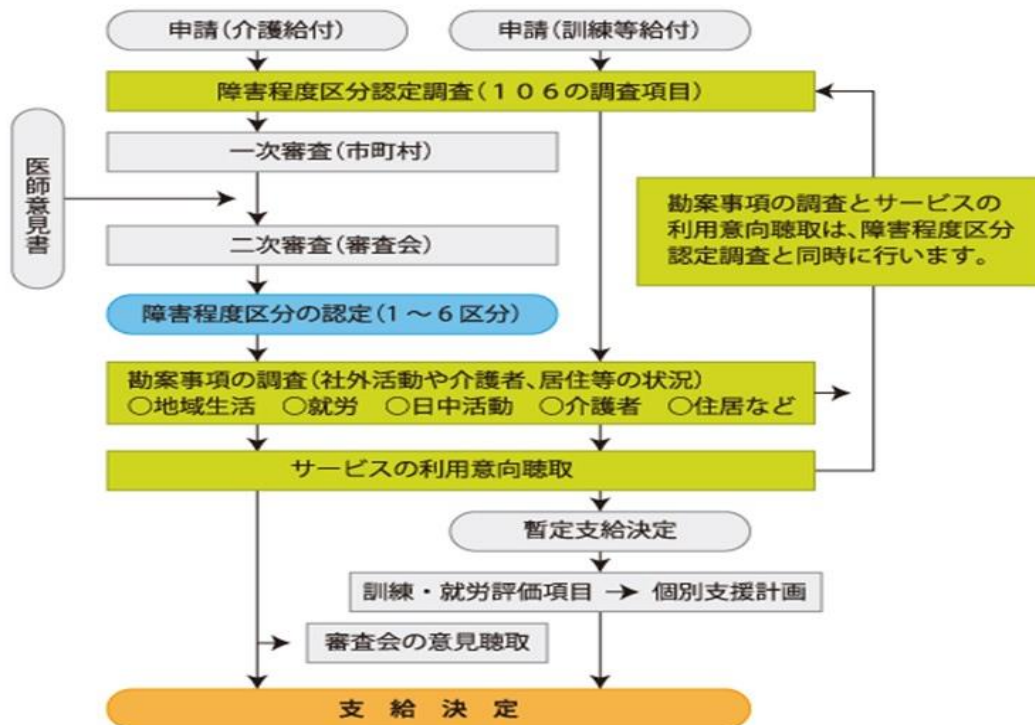 申請(介護給付)
申請(訓練等給付)
障害程度区分認定調査(106の調査項目)
一次審査(市町村)
医師意見書
二次審査(審査会)
勘案事項の調査とサービスの
利用意向聴取は、障害程度区分
認定調査と同時に行います。
障害程度区分の認定(1～6区分)
勘案事項の調査(社外活動や介護者、居住等の状況)
○地域生活 ○就労 ○日中活動 ○介護者 ○住居など
サービスの利用意向聴取
暫定支給決定
訓練・就労評価項目 → 個別支援計画
審査会の意見聴取
支 給 決 定